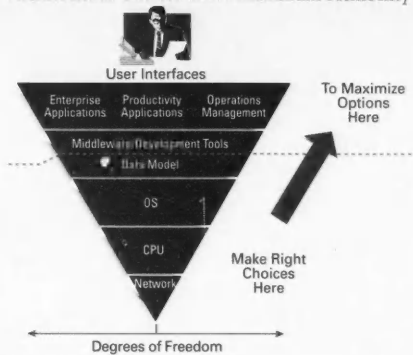 User Interfaces
Enterprise Applications
Productivity Applications
Operations Management
Middleware/Development Tools
Data Model
OS
CPU
Network
To Maximize
Options
Here
Make Right
Choices
Here
Degrees of Freedom